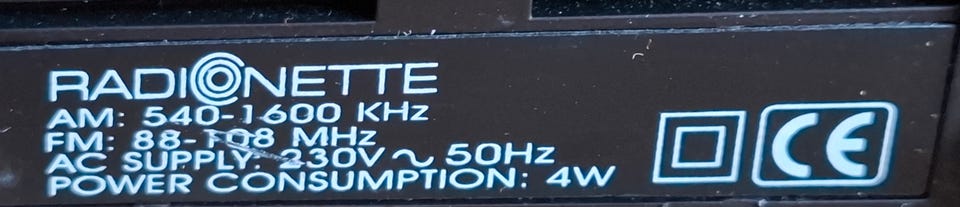 RADIONETTE
AM: 540-1600 KHz
FM: 88-108 MHz
AC SUPPLY: 230V ~ 50Hz
POWER CONSUMPTION: 4W
CE